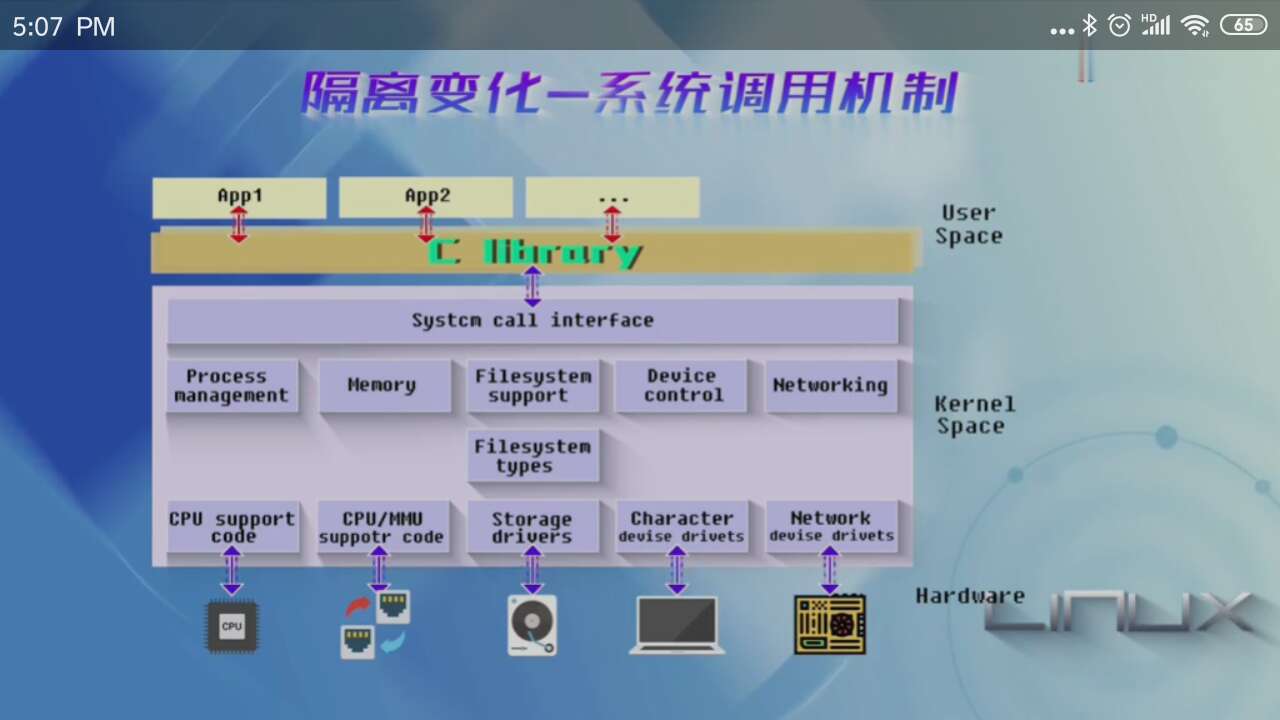 5:07 PM
HD
65
隔离变化—系统调用机制
App1
App2
...
C library
User
Space
Systcm call interface
Process
management
Memory
Filesystem
support
Device
control
Networking
Kernel
Space
Filesystem
types
CPU support
code
CPU/MMU
suppotr code
Storage
drivers
Character
devise drivets
Network
devise drivets
CPU
Hardware
LINUX